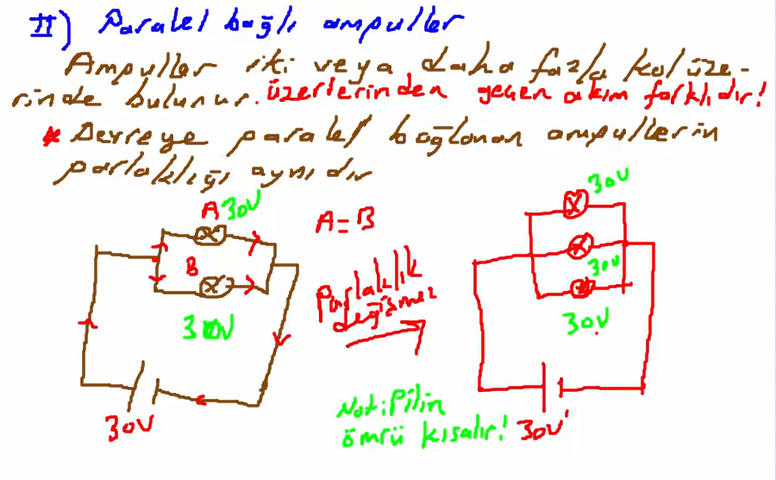 II) Paralel bağlı ampuller
Ampuller iki veya daha fazla kol üze-
rinde bulunur. üzerlerinden geçen akım farklıdır!
* Devreye paralel bağlanan ampullerin
parlaklığı aynıdır
A 30V
B
30V
30V
A=B
Parlaklık
değişmez
30V
30V
30V
30V
Not: Pilin
ömrü kısalır!